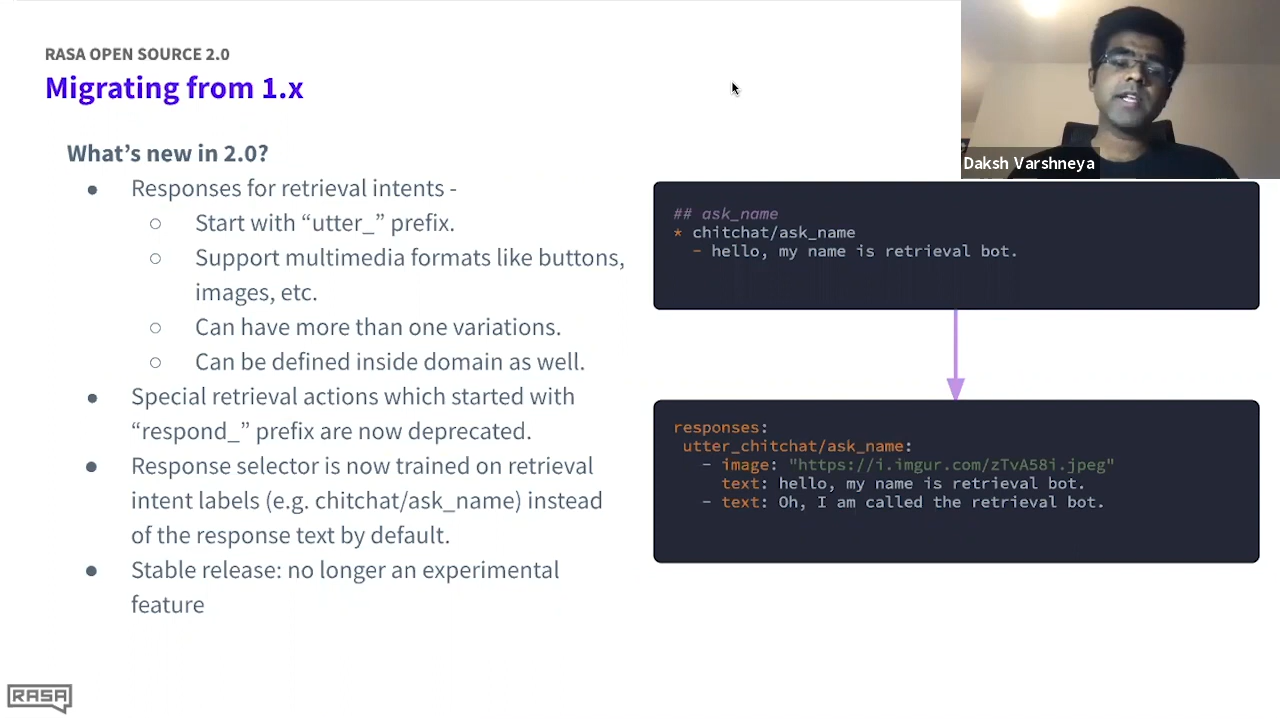 RASA OPEN SOURCE 2.0
Migrating from 1.x
What's new in 2.0?
● Responses for retrieval intents -
○ Start with “utter_” prefix.
○ Support multimedia formats like buttons,
images, etc.
○ Can have more than one variations.
○ Can be defined inside domain as well.
● Special retrieval actions which started with
“respond_” prefix are now deprecated.
● Response selector is now trained on retrieval
intent labels (e.g. chitchat/ask_name) instead
of the response text by default.
● Stable release: no longer an experimental
feature
Daksh Varshneya
## ask_name
* chitchat/ask_name
- hello, my name is retrieval bot.
responses:
utter_chitchat/ask_name:
- image: "https://i.imgur.com/zTvA58i.jpeg"
text: hello, my name is retrieval bot.
- text: Oh, I am called the retrieval bot.
RASA